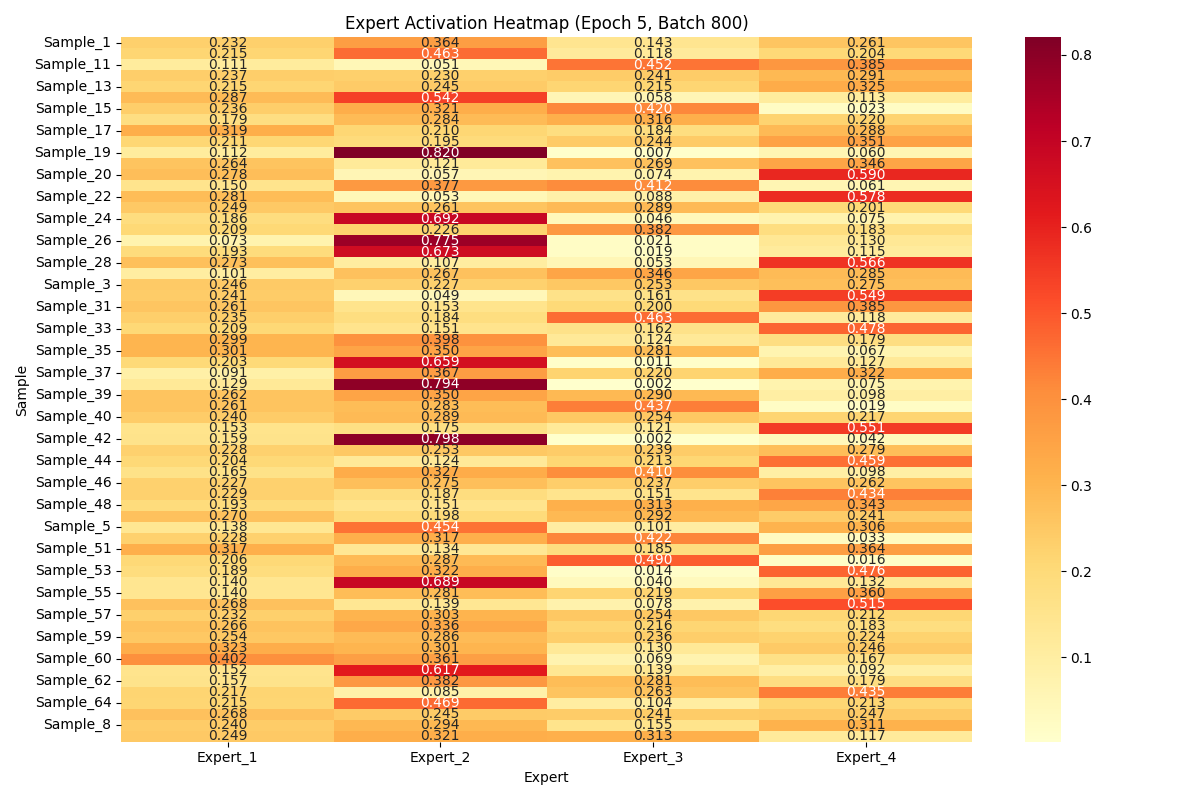 Expert Activation Heatmap (Epoch 5, Batch 800)
Sample_1 0.232 0.364 0.143 0.261
0.215 0.463 0.118 0.204
Sample_11 0.111 0.051 0.452 0.385
0.237 0.230 0.241 0.291
Sample_13 0.215 0.245 0.215 0.325
0.287 0.542 0.058 0.113
Sample_15 0.236 0.321 0.420 0.023
0.179 0.284 0.316 0.220
Sample_17 0.319 0.210 0.184 0.288
0.211 0.195 0.244 0.351
Sample_19 0.112 0.820 0.007 0.060
0.264 0.121 0.269 0.346
Sample_20 0.278 0.057 0.074 0.590
0.150 0.377 0.412 0.061
Sample_22 0.281 0.053 0.088 0.578
0.249 0.261 0.289 0.201
Sample_24 0.186 0.692 0.046 0.075
0.209 0.226 0.382 0.183
Sample_26 0.073 0.775 0.021 0.130
0.193 0.673 0.019 0.115
Sample_28 0.273 0.107 0.053 0.566
0.101 0.267 0.346 0.285
Sample_3 0.246 0.227 0.253 0.275
0.241 0.049 0.161 0.549
Sample_31 0.261 0.153 0.200 0.385
0.235 0.184 0.463 0.118
Sample_33 0.209 0.151 0.162 0.478
0.299 0.398 0.124 0.179
Sample_35 0.301 0.350 0.281 0.067
0.203 0.659 0.011 0.127
Sample_37 0.091 0.367 0.220 0.322
0.129 0.794 0.002 0.075
Sample_39 0.262 0.350 0.290 0.098
0.261 0.283 0.437 0.019
Sample_40 0.240 0.289 0.254 0.217
0.153 0.175 0.121 0.551
Sample_42 0.159 0.798 0.002 0.042
0.228 0.253 0.239 0.279
Sample_44 0.204 0.124 0.213 0.459
0.165 0.327 0.410 0.098
Sample_46 0.227 0.275 0.237 0.262
0.229 0.187 0.151 0.434
Sample_48 0.193 0.151 0.313 0.343
0.270 0.198 0.292 0.241
Sample_5 0.138 0.454 0.101 0.306
0.228 0.317 0.422 0.033
Sample_51 0.317 0.134 0.185 0.364
0.206 0.287 0.490 0.016
Sample_53 0.189 0.322 0.014 0.476
0.140 0.689 0.040 0.132
Sample_55 0.140 0.281 0.219 0.360
0.268 0.139 0.078 0.515
Sample_57 0.232 0.303 0.254 0.212
0.266 0.336 0.216 0.183
Sample_59 0.254 0.286 0.236 0.224
0.323 0.301 0.130 0.246
Sample_60 0.402 0.361 0.069 0.167
0.152 0.617 0.139 0.092
Sample_62 0.157 0.382 0.281 0.179
0.217 0.085 0.263 0.435
Sample_64 0.215 0.469 0.104 0.213
0.268 0.245 0.241 0.247
Sample_8 0.240 0.294 0.155 0.311
0.249 0.321 0.313 0.117
Expert_1 Expert_2 Expert_3 Expert_4
Expert
Sample
0.8
0.7
0.6
0.5
0.4
0.3
0.2
0.1